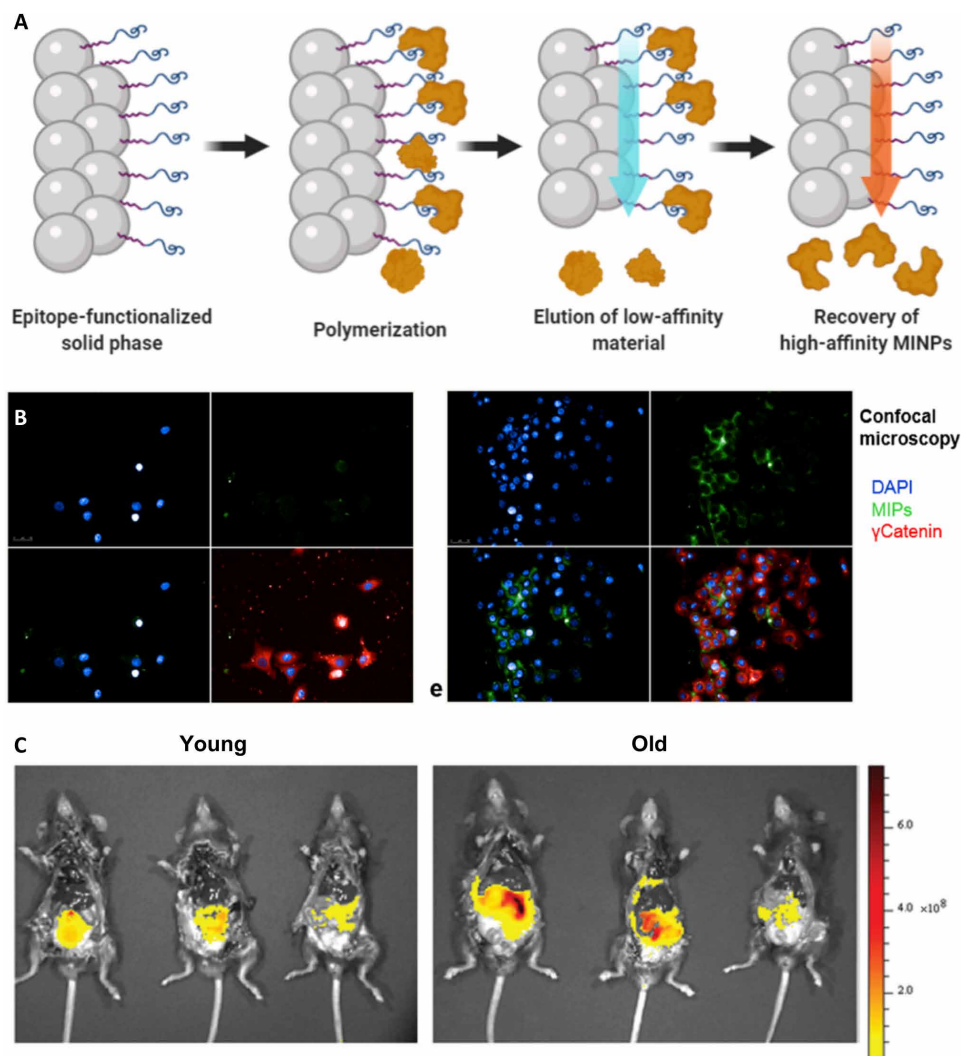 A
Epitope-functionalized
solid phase
Polymerization
Elution of low-affinity
material
Recovery of
high-affinity MINPs
B
e
Confocal
microscopy
DAPI
MIPs
γCatenin
C
Young
Old
6.0
4.0 ×10⁸
2.0